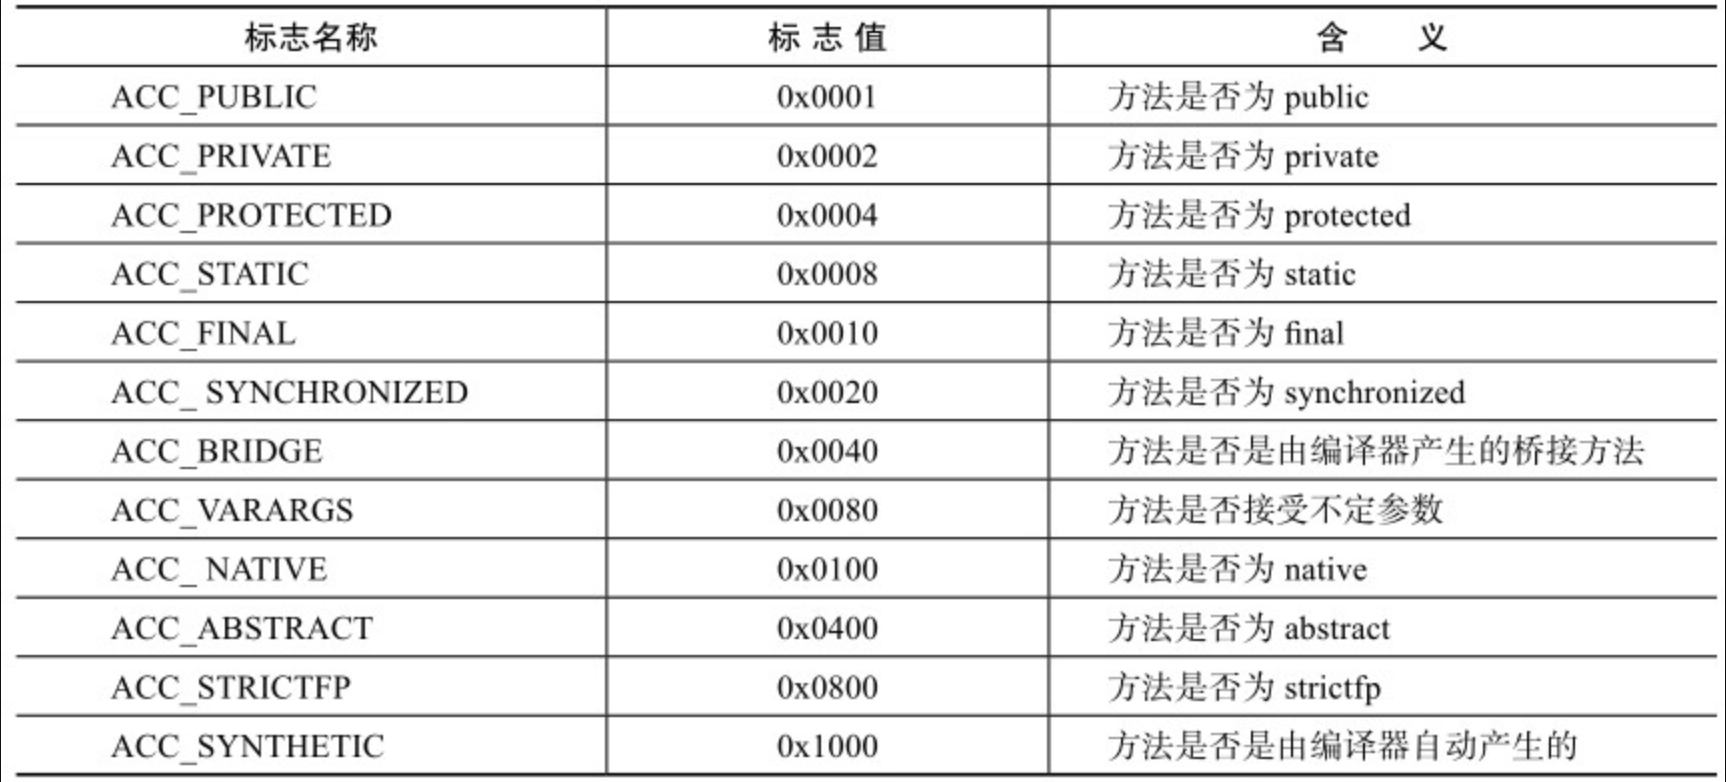 标志名称 标 志 值 含 义
ACC_PUBLIC 0x0001 方法是否为 public
ACC_PRIVATE 0x0002 方法是否为 private
ACC_PROTECTED 0x0004 方法是否为 protected
ACC_STATIC 0x0008 方法是否为 static
ACC_FINAL 0x0010 方法是否为 final
ACC_ SYNCHRONIZED 0x0020 方法是否为 synchronized
ACC_BRIDGE 0x0040 方法是否是由编译器产生的桥接方法
ACC_VARARGS 0x0080 方法是否接受不定参数
ACC_ NATIVE 0x0100 方法是否为 native
ACC_ABSTRACT 0x0400 方法是否为 abstract
ACC_STRICTFP 0x0800 方法是否为 strictfp
ACC_SYNTHETIC 0x1000 方法是否是由编译器自动产生的